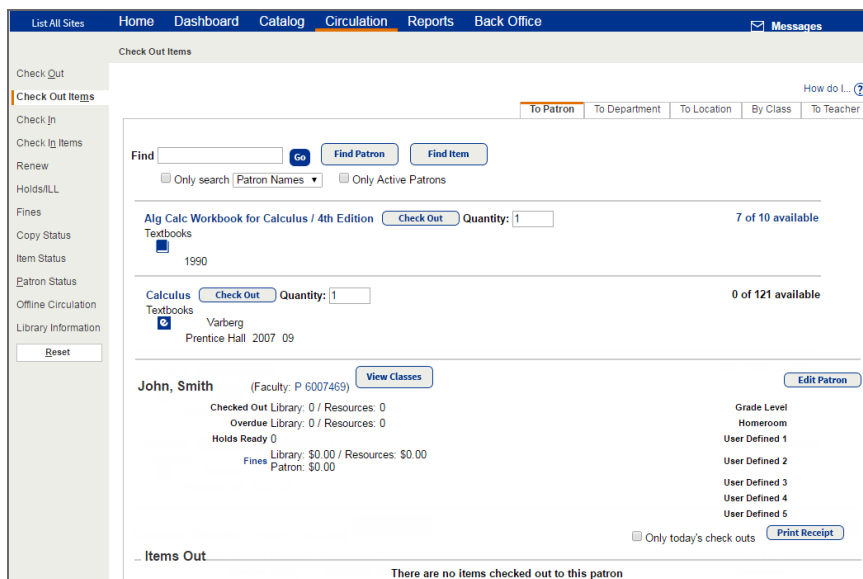 List All Sites Home Dashboard Catalog Circulation Reports Back Office Messages
Check Out Items
How do I... ?
Check Out
Check Out Items
Check In
Check In Items
Renew
Holds/ILL
Fines
Copy Status
Item Status
Patron Status
Offline Circulation
Library Information
Reset
To Patron To Department To Location By Class To Teacher
Find Go Find Patron Find Item
Only search Patron Names Only Active Patrons
Alg Calc Workbook for Calculus / 4th Edition Check Out Quantity: 1 7 of 10 available
Textbooks
1990
Calculus Check Out Quantity: 1 0 of 121 available
Textbooks
e Varberg
Prentice Hall 2007 09
John, Smith (Faculty: P 6007469) View Classes Edit Patron
Checked Out Library: 0 / Resources: 0 Grade Level
Overdue Library: 0 / Resources: 0 Homeroom
Holds Ready 0 User Defined 1
Fines Library: $0.00 / Resources: $0.00
Patron: $0.00 User Defined 2
User Defined 3
User Defined 4
User Defined 5
Only today's check outs Print Receipt
Items Out
There are no items checked out to this patron